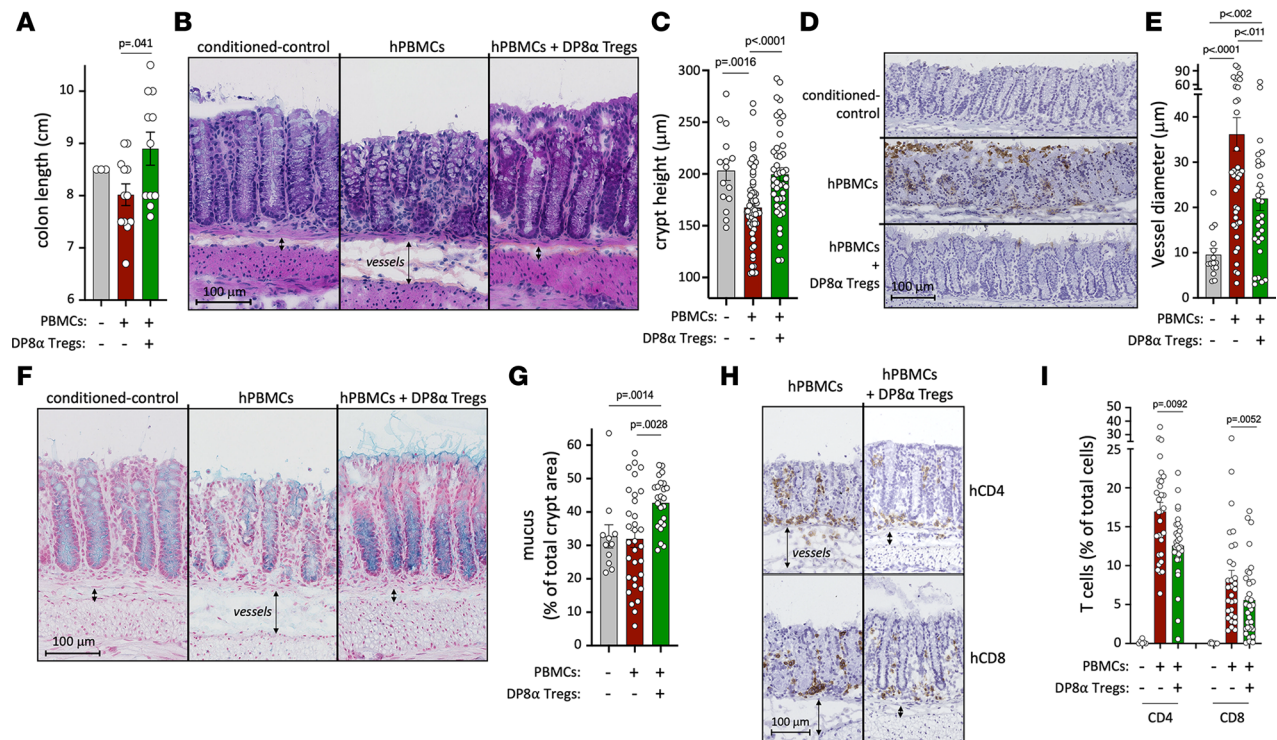 A
p=.041
colon length (cm)
10
9
8
7
6
PBMCs: - + +
DP8α Tregs: - - +
B
conditioned-control hPBMCs hPBMCs + DP8α Tregs
vessels
100 µm
C
p<.0001
p=.0016
crypt height (µm)
300
250
200
150
100
PBMCs: - + +
DP8α Tregs: - - +
D
conditioned-
control
hPBMCs
hPBMCs
+
DP8α Tregs
100 µm
E
p<.002
p<.011
p<.0001
Vessel diameter (µm)
90
60
40
30
20
10
0
PBMCs: - + +
DP8α Tregs: - - +
F
conditioned-control hPBMCs hPBMCs + DP8α Tregs
vessels
100 µm
G
p=.0014
p=.0028
mucus
(% of total crypt area)
60
50
40
30
20
10
0
PBMCs: - + +
DP8α Tregs: - - +
H
hPBMCs
hPBMCs
+ DP8α Tregs
hCD4
vessels
hCD8
100 µm
I
p=.0092
p=.0052
T cells (% of total cells)
50
40
30
25
20
15
10
5
0
PBMCs: - + + - + +
DP8α Tregs: - - + - - +
CD4 CD8